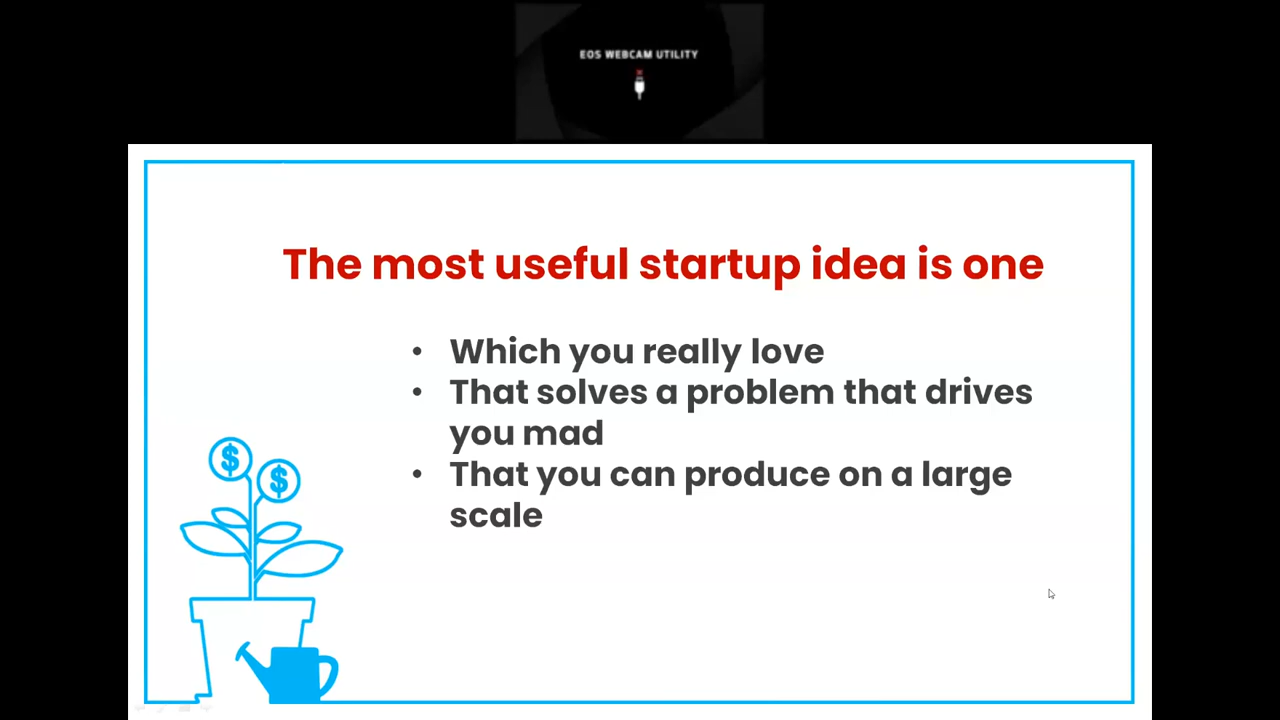 EOS WEBCAM UTILITY
The most useful startup idea is one
• Which you really love
• That solves a problem that drives
you mad
• That you can produce on a large
scale
$
$